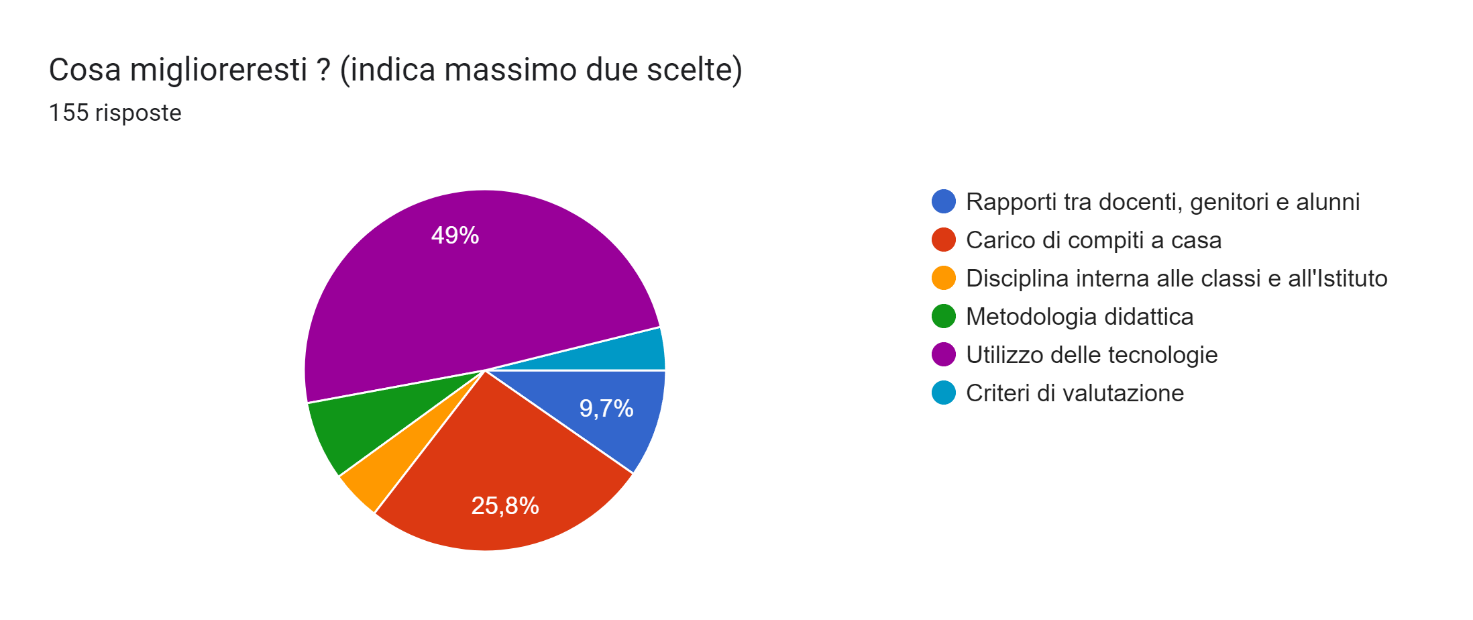 Cosa miglioreresti ? (indica massimo due scelte)
155 risposte
49%
9,7%
25,8%
Rapporti tra docenti, genitori e alunni
Carico di compiti a casa
Disciplina interna alle classi e all'Istituto
Metodologia didattica
Utilizzo delle tecnologie
Criteri di valutazione